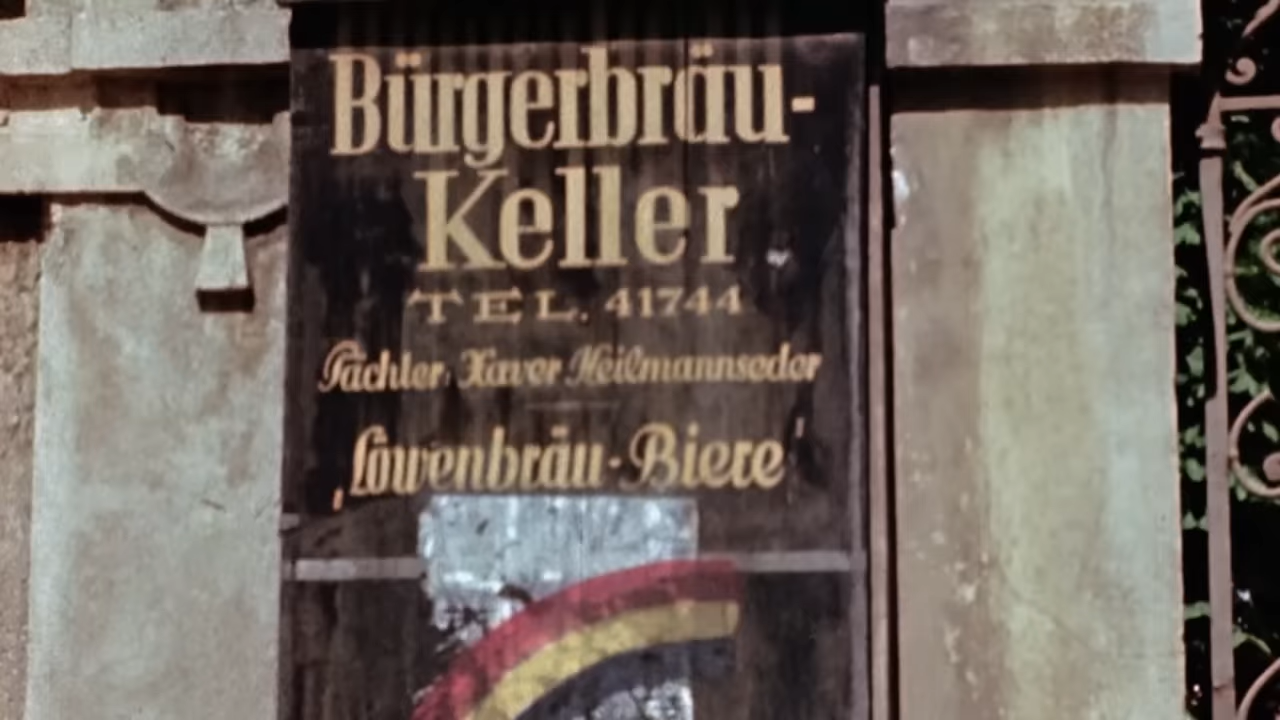 Bürgerbräu-
Keller
TEL. 41744
Pächter Xaver Heilmannseder
‚Löwenbräu-Biere'